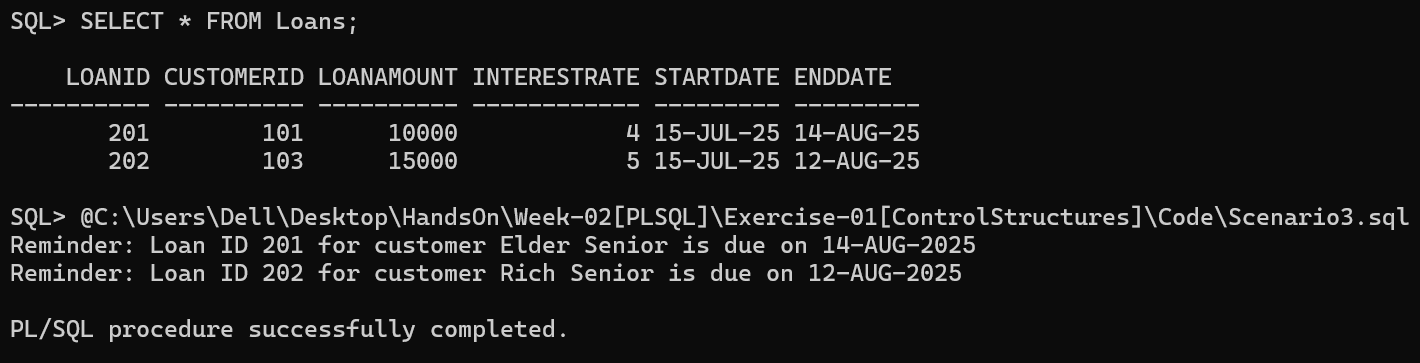 SQL> SELECT * FROM Loans;
    LOANID CUSTOMERID LOANAMOUNT INTERESTRATE STARTDATE ENDDATE
---------- ---------- ---------- ------------ --------- ---------
       201        101      10000            4 15-JUL-25 14-AUG-25
       202        103      15000            5 15-JUL-25 12-AUG-25
SQL> @C:\Users\Dell\Desktop\HandsOn\Week-02[PLSQL]\Exercise-01[ControlStructures]\Code\Scenario3.sql
Reminder: Loan ID 201 for customer Elder Senior is due on 14-AUG-2025
Reminder: Loan ID 202 for customer Rich Senior is due on 12-AUG-2025
PL/SQL procedure successfully completed.